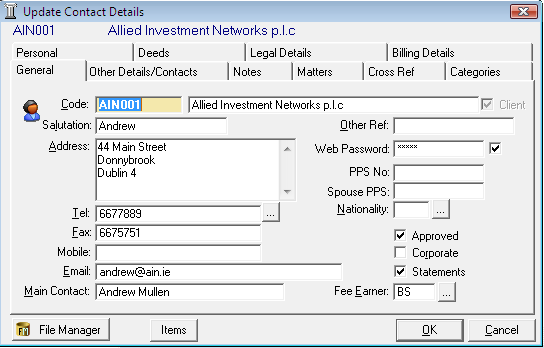 Update Contact Details
AIN001 Allied Investment Networks p.l.c
Personal Deeds Legal Details Billing Details
General Other Details/Contacts Notes Matters Cross Ref Categories
Code: AIN001 Allied Investment Networks p.l.c Client
Salutation: Andrew Other Ref:
Address: 44 Main Street Web Password: *****
Donnybrook
Dublin 4 PPS No:
Spouse PPS:
Nationality: ...
Tel: 6677889 ...
Fax: 6675751 Approved
Mobile: Corporate
Email: andrew@ain.ie Statements
Main Contact: Andrew Mullen Fee Earner: BS ...
File Manager Items OK Cancel